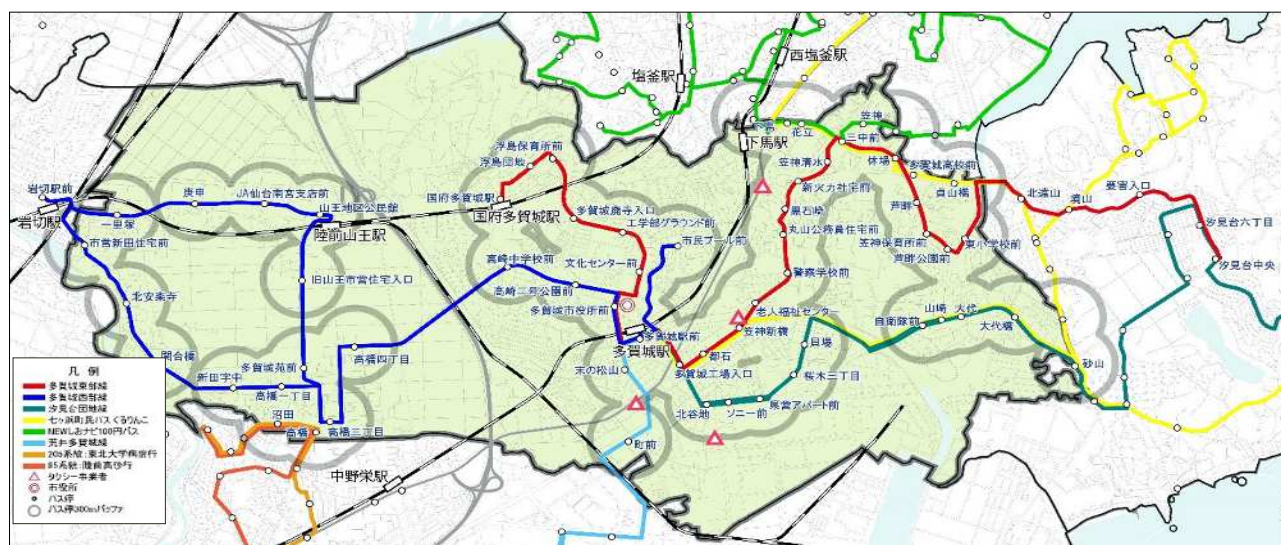 西塩釜駅
塩釜駅
下馬
花立
笠神
下馬駅
三中前
浮島保育所前
浮島団地
笠神清水
休場
多賀城高校前
岩切駅前
庚申
JA仙台南宮支店前
国府多賀城駅
新火力社宅前
貞山橋
北遠山
要害入口
岩切駅
一里塚
山王地区公民館
国府多賀城駅
多賀城廃寺入口
黒石崎
芦畔
遠山
陸前山王駅
工学部グラウンド前
汐見台六丁目
市営新田住宅前
市民プール前
丸山公務員住宅前
笠神保育所前
東小学校前
高崎中学校前
文化センター前
芦畔公園前
汐見台中央
旧山王市営住宅入口
高崎二号公園前
警察学校前
北安楽寺
多賀城市役所前
老人福祉センター
山崎
大代
自衛隊前
大代橋
多賀城駅前
笠神新橋
多賀城駅
高橋四丁目
都石
貝場
多賀城苑前
末の松山
多賀城工場入口
桜木三丁目
砂山
新田字中
高橋一丁目
北谷地
ソニー前
県営アパート前
沼田
高橋
高橋三丁目
町前
中野栄駅
凡 例
多賀城東部線
多賀城西部線
汐見台団地線
七ヶ浜町民バス くるりんこ
NEWしおナビ100円バス
荒井多賀城線
205系統:東北大学病院行
85系統:陸前高砂行
タクシー事業者
市役所
バス停
バス停300mバッファ